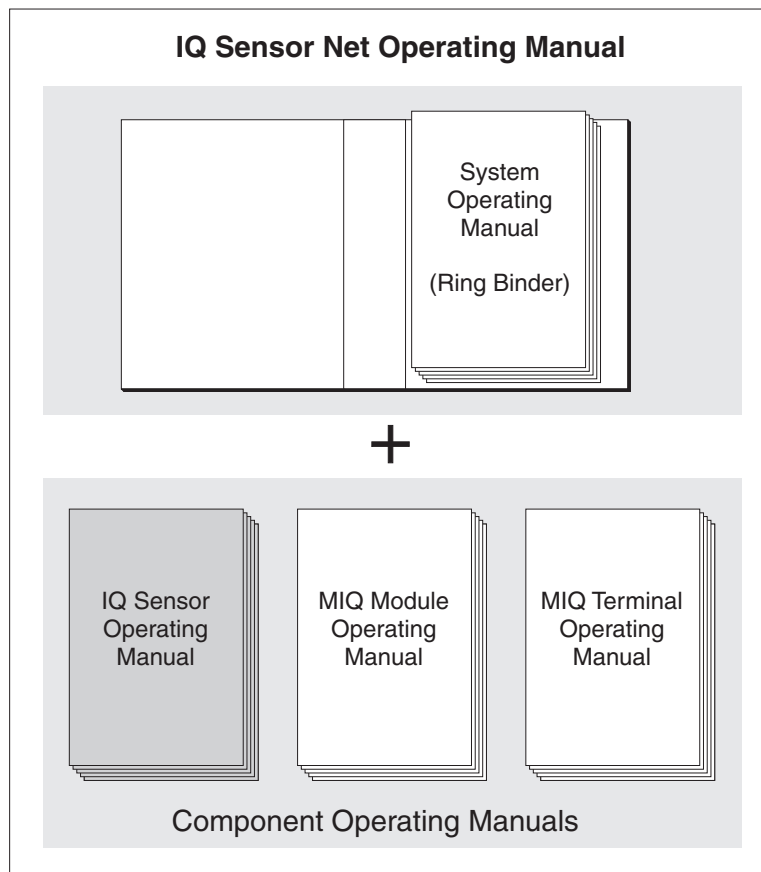 IQ Sensor Net Operating Manual
System
Operating
Manual
(Ring Binder)
+
IQ Sensor
Operating
Manual
MIQ Module
Operating
Manual
MIQ Terminal
Operating
Manual
Component Operating Manuals